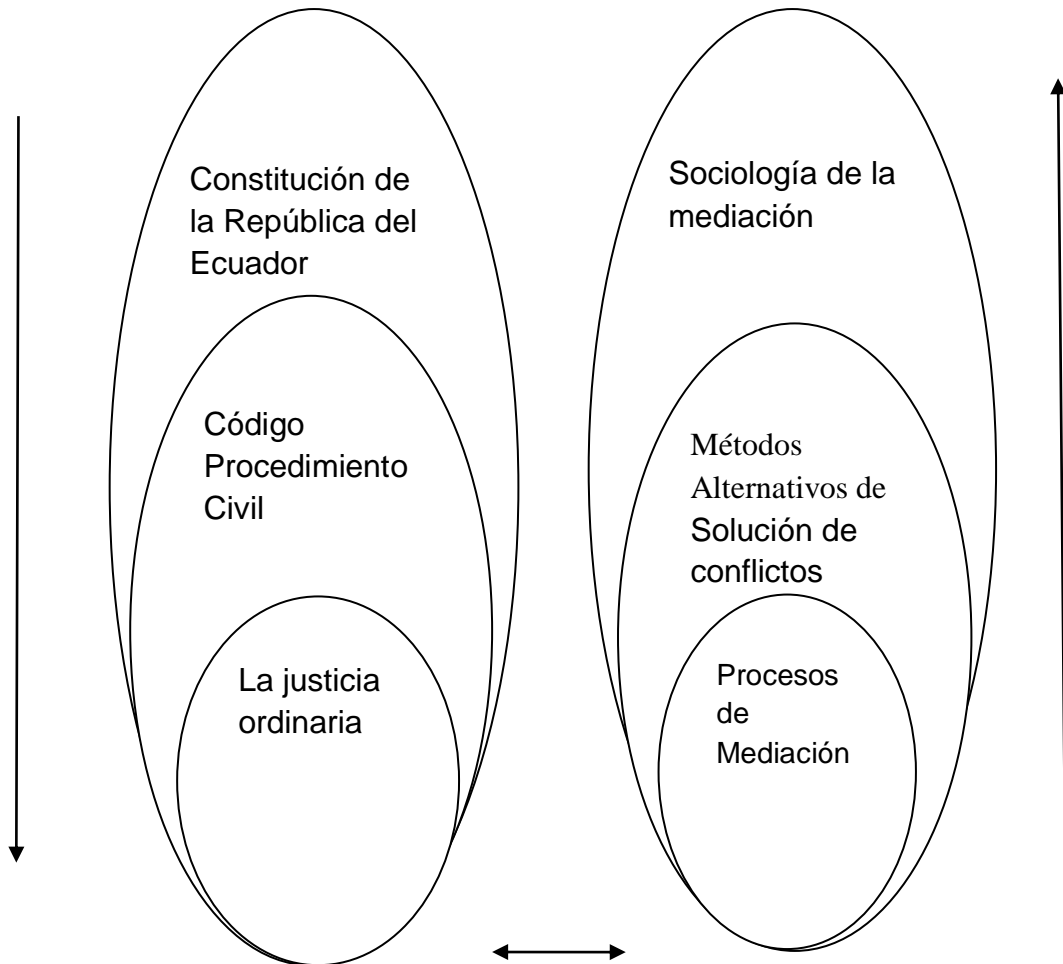 Constitución de
la República del
Ecuador
Código
Procedimiento
Civil
La justicia
ordinaria
Sociología de la
mediación
Métodos
Alternativos de
Solución de
conflictos
Procesos
de
Mediación